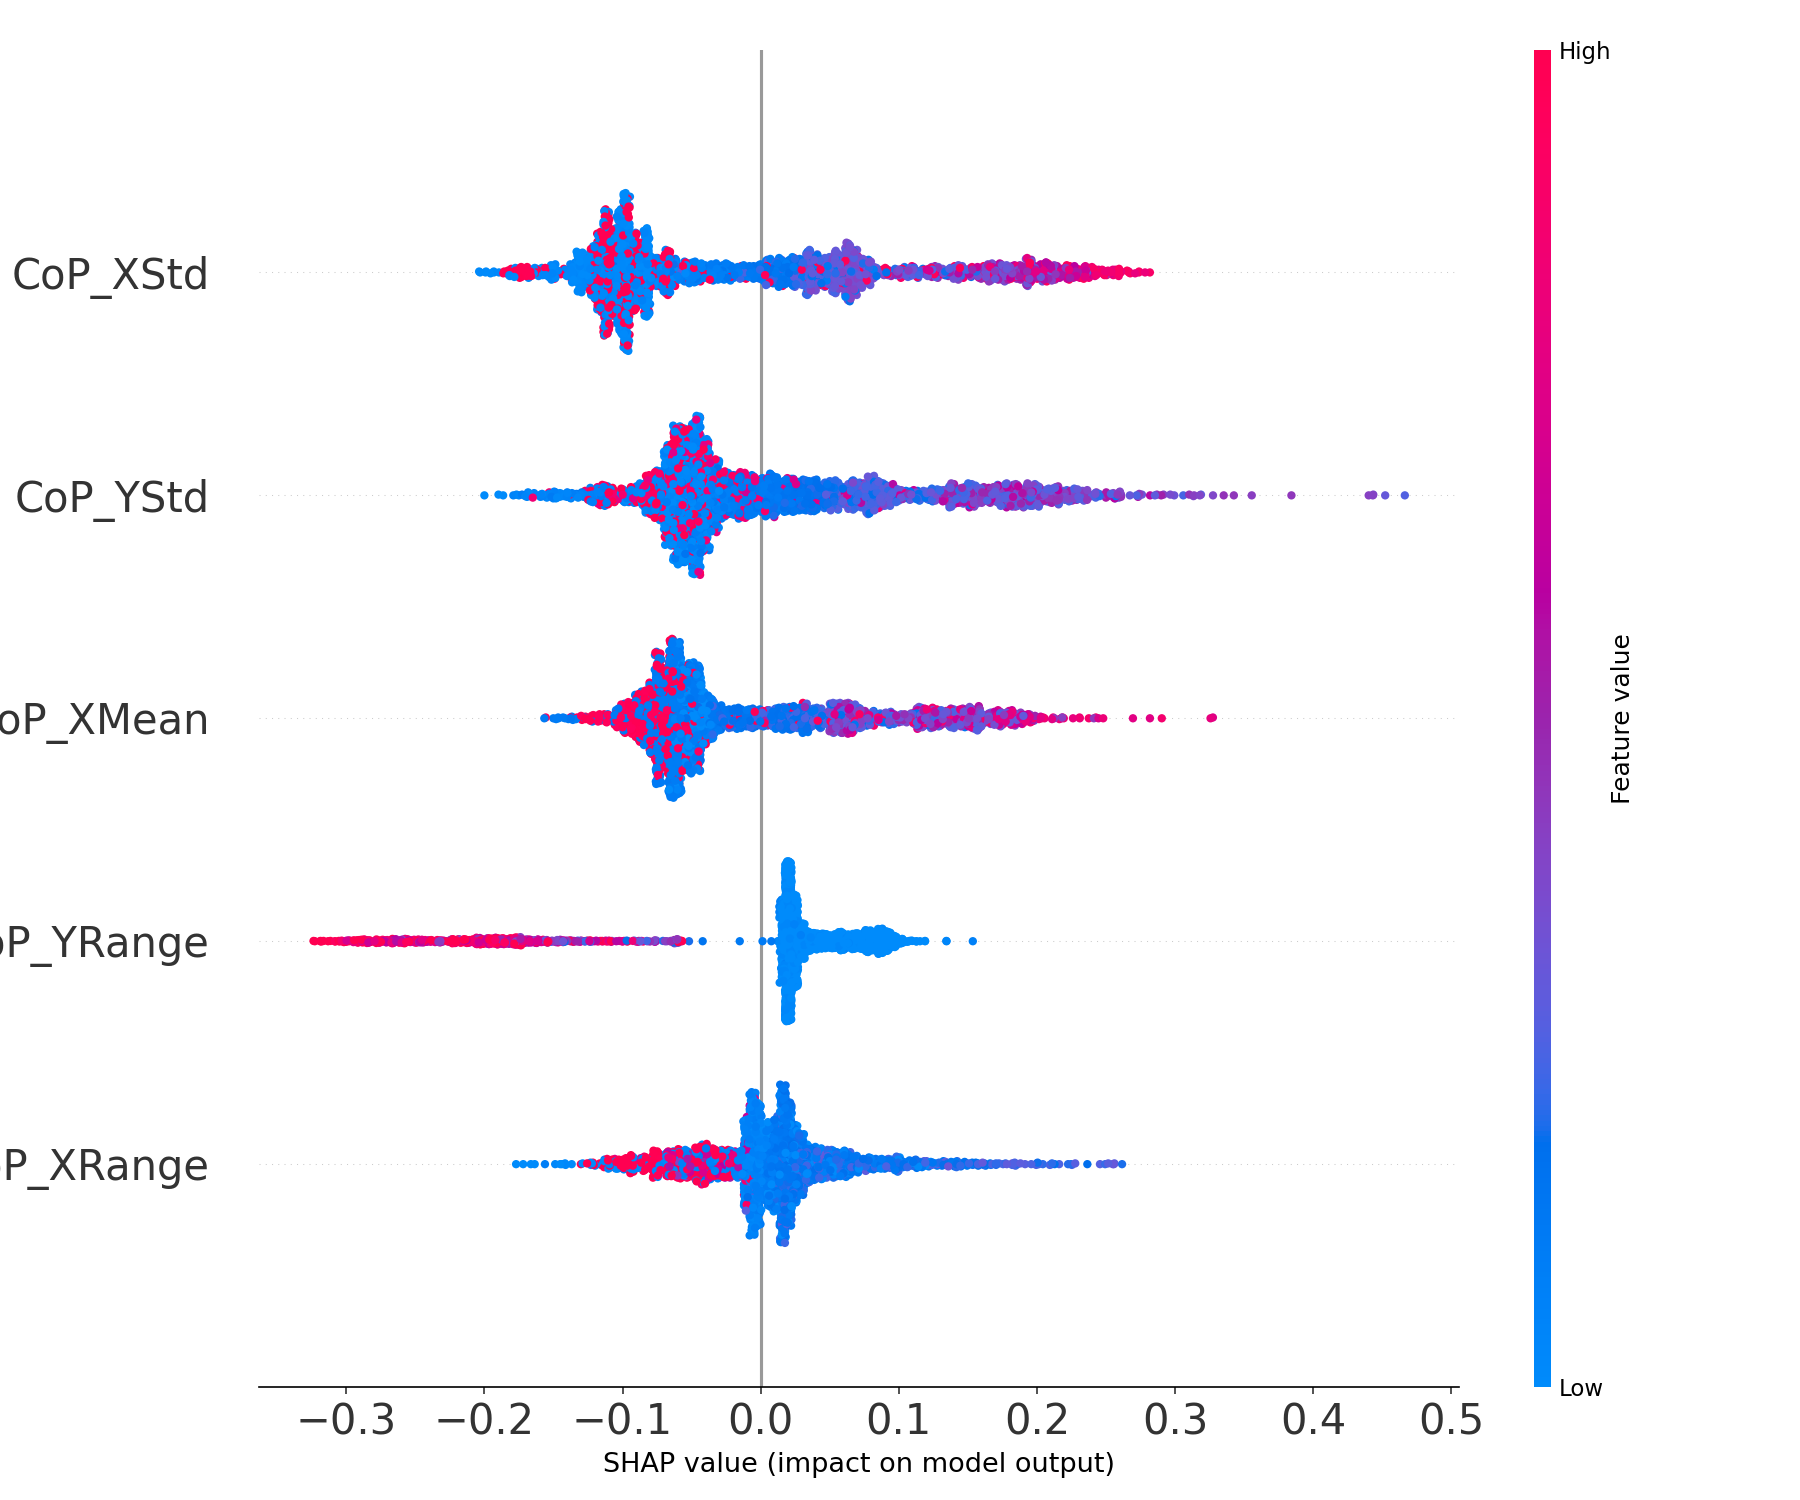 High
CoP_XStd
CoP_YStd
oP_XMean
oP_YRange
P_XRange
Feature value
Low
−0.3 −0.2 −0.1 0.0 0.1 0.2 0.3 0.4 0.5
SHAP value (impact on model output)